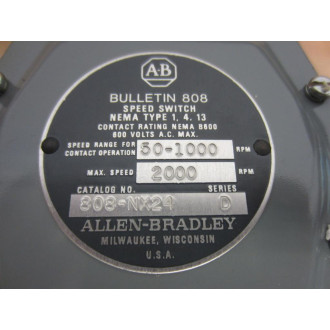 A-B
BULLETIN 808
SPEED SWITCH
NEMA TYPE 1, 4, 13
CONTACT RATING NEMA B600
600 VOLTS A.C. MAX.
SPEED RANGE FOR CONTACT OPERATION 50-1000 RPM
MAX. SPEED 2000 RPM
CATALOG NO. SERIES
808-NX24 D
ALLEN-BRADLEY
MILWAUKEE, WISCONSIN
U.S.A.